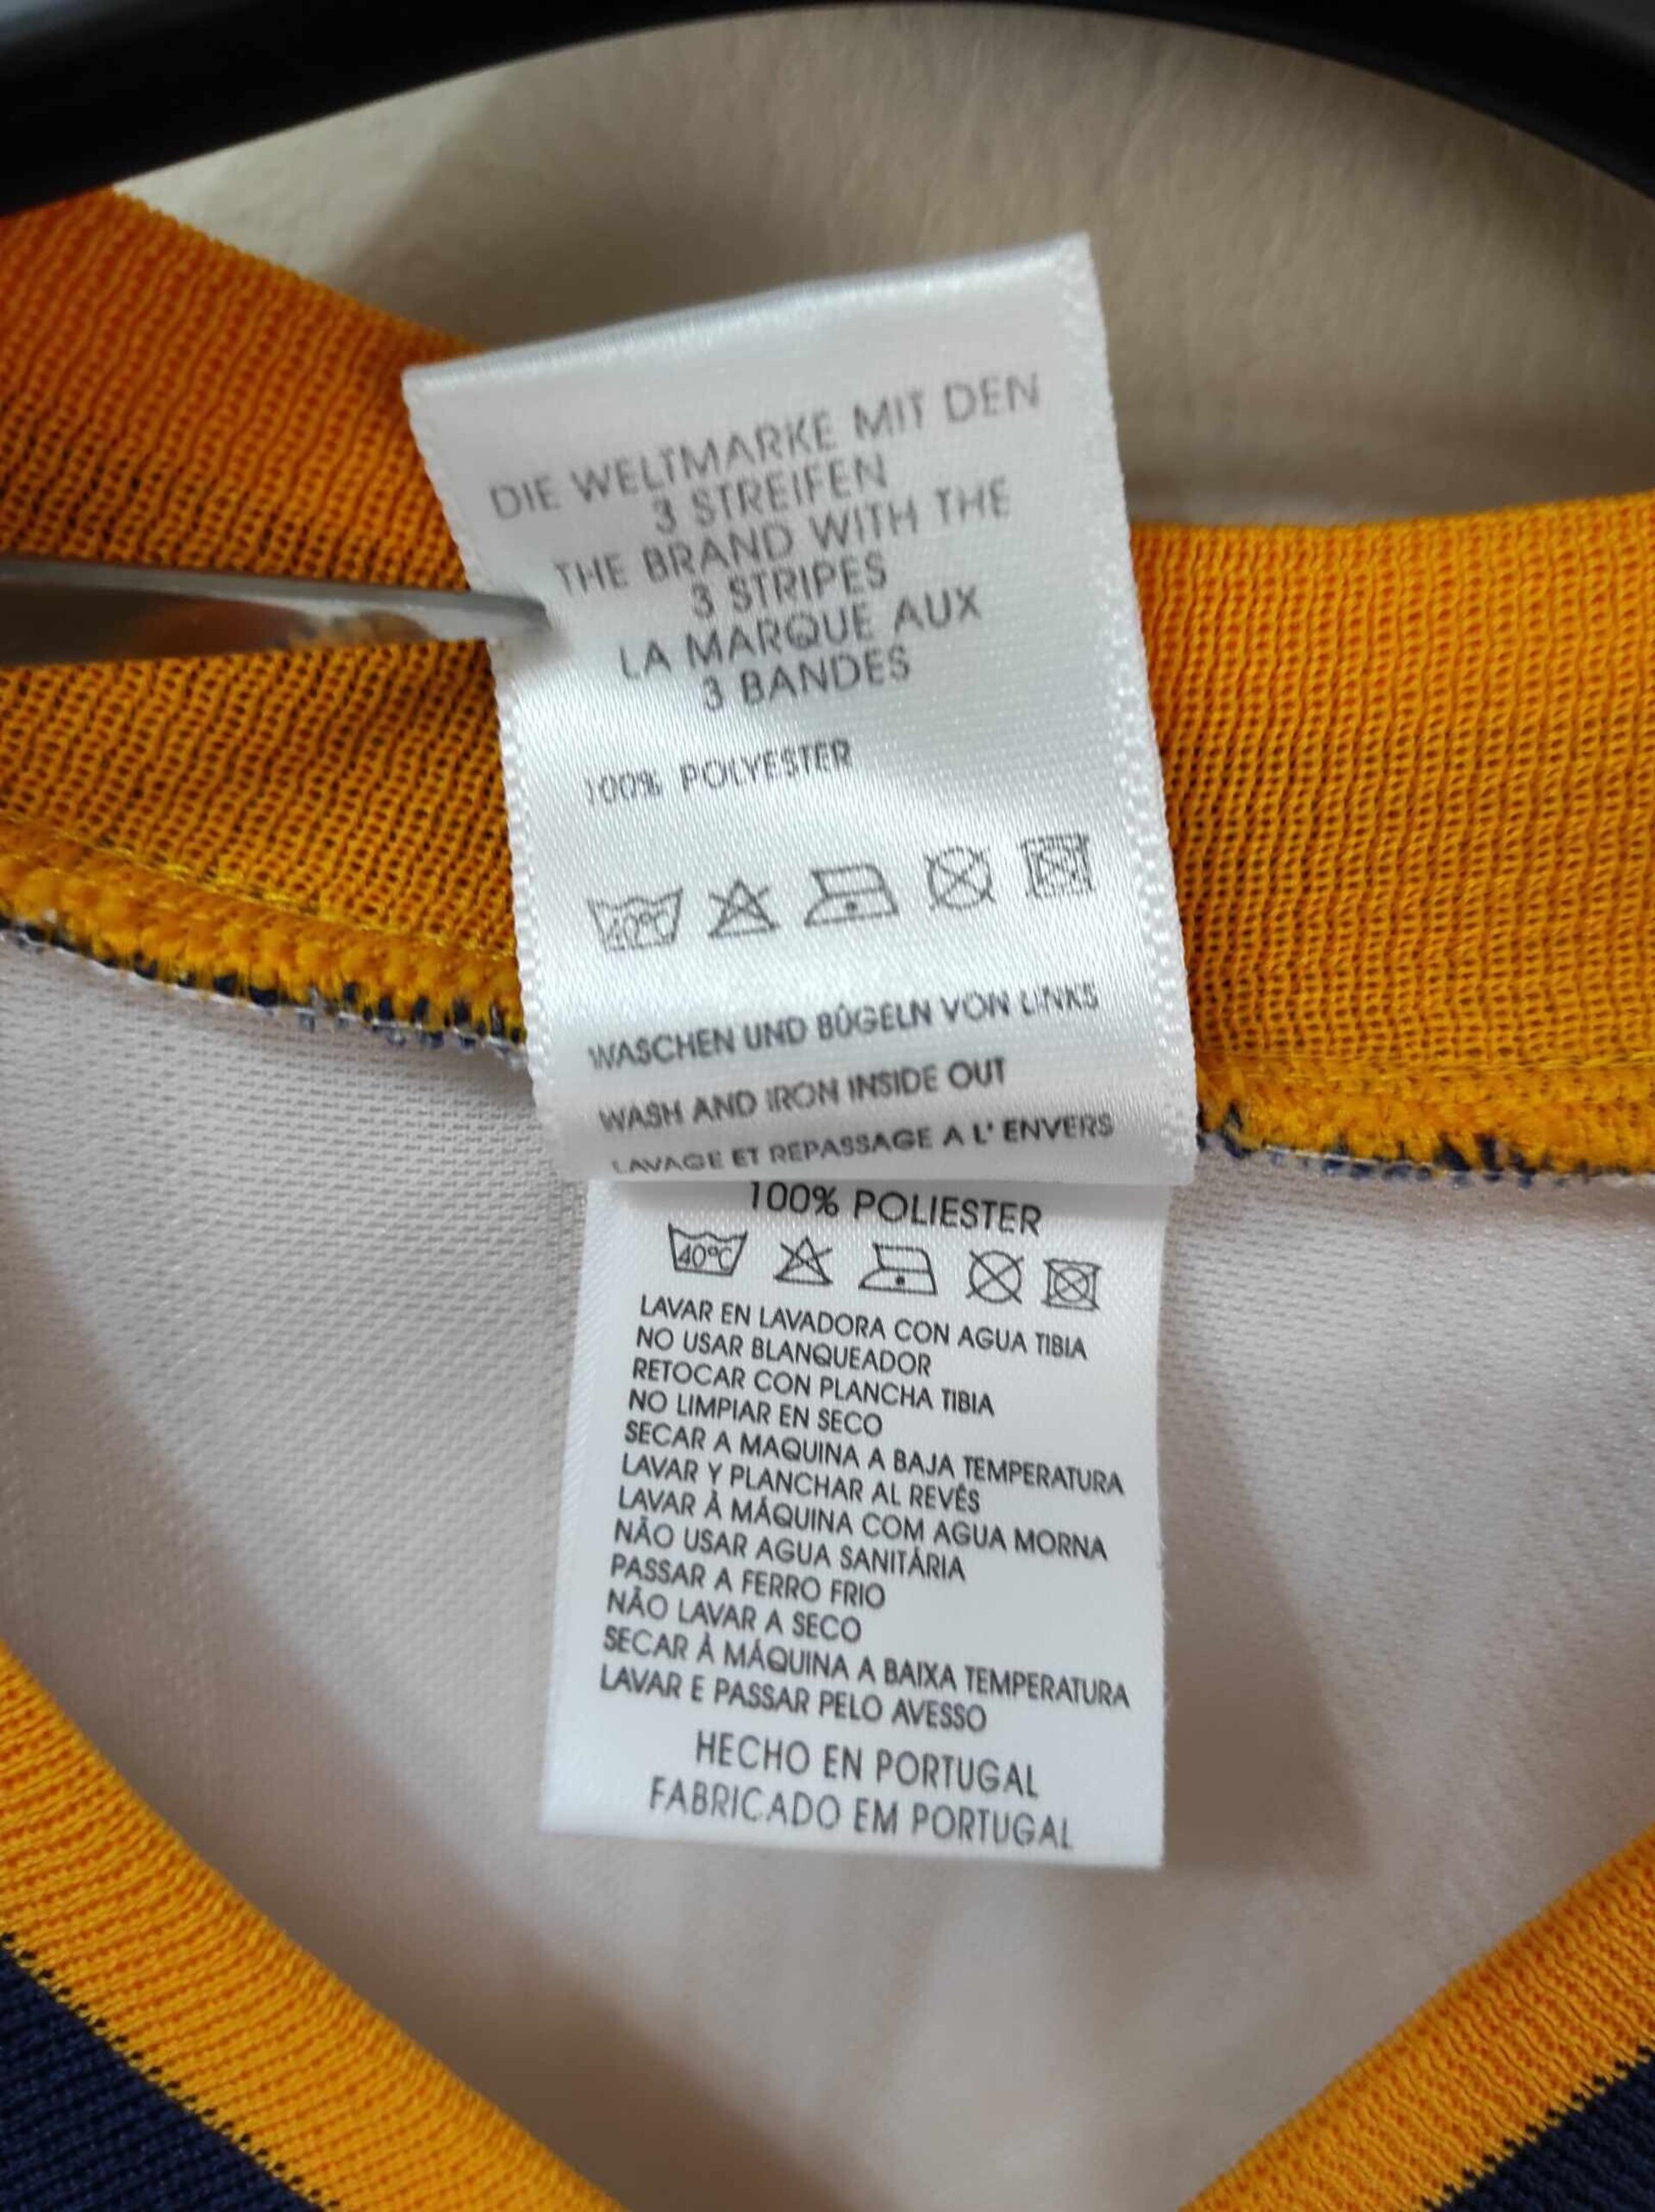 DIE WELTMARKE MIT DEN
3 STREIFEN
THE BRAND WITH THE
3 STRIPES
LA MARQUE AUX
3 BANDES
100% POLYESTER
40°C
WASCHEN UND BÜGELN VON LINKS
WASH AND IRON INSIDE OUT
LAVAGE ET REPASSAGE A L' ENVERS
100% POLIESTER
40°C
LAVAR EN LAVADORA CON AGUA TIBIA
NO USAR BLANQUEADOR
RETOCAR CON PLANCHA TIBIA
NO LIMPIAR EN SECO
SECAR A MAQUINA A BAJA TEMPERATURA
LAVAR Y PLANCHAR AL REVÉS
LAVAR À MÁQUINA COM AGUA MORNA
NÃO USAR AGUA SANITÁRIA
PASSAR A FERRO FRIO
NÃO LAVAR A SECO
SECAR À MÁQUINA A BAIXA TEMPERATURA
LAVAR E PASSAR PELO AVESSO
HECHO EN PORTUGAL
FABRICADO EM PORTUGAL